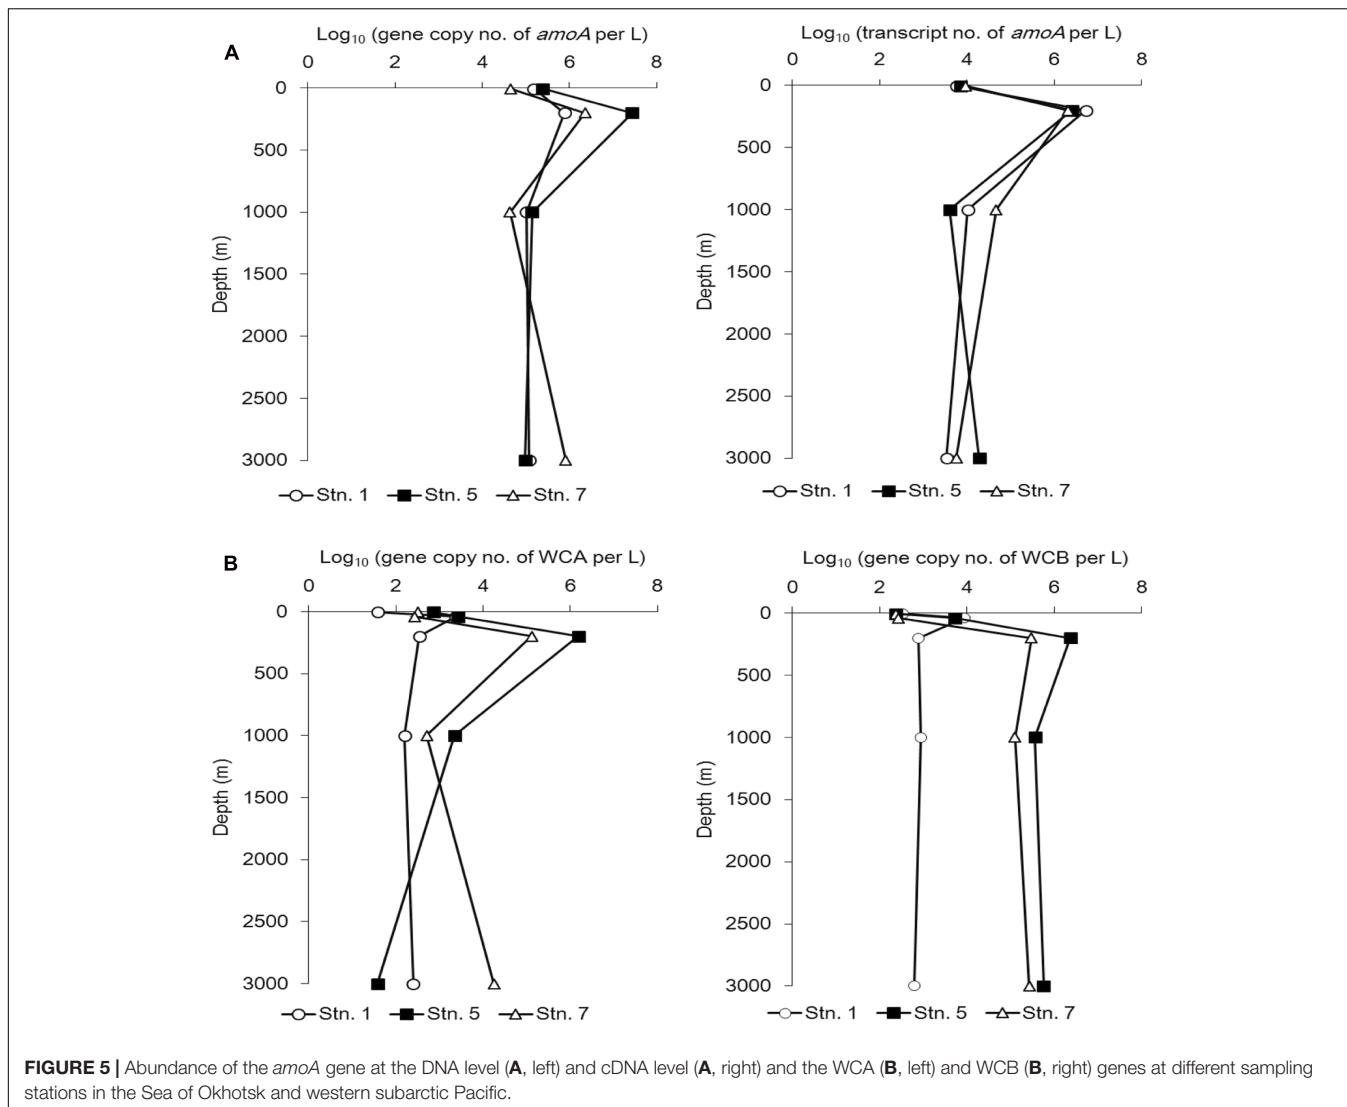 A
Log₁₀ (gene copy no. of amoA per L)
0 2 4 6 8
0
500
1000
1500
2000
2500
3000
Depth (m)
Stn. 1 Stn. 5 Stn. 7
Log₁₀ (transcript no. of amoA per L)
0 2 4 6 8
0
500
1000
1500
2000
2500
3000
Depth (m)
Stn. 1 Stn. 5 Stn. 7
B
Log₁₀ (gene copy no. of WCA per L)
0 2 4 6 8
0
500
1000
1500
2000
2500
3000
Depth (m)
Stn. 1 Stn. 5 Stn. 7
Log₁₀ (gene copy no. of WCB per L)
0 2 4 6 8
0
500
1000
1500
2000
2500
3000
Depth (m)
Stn. 1 Stn. 5 Stn. 7
FIGURE 5 | Abundance of the amoA gene at the DNA level (A, left) and cDNA level (A, right) and the WCA (B, left) and WCB (B, right) genes at different sampling
stations in the Sea of Okhotsk and western subarctic Pacific.